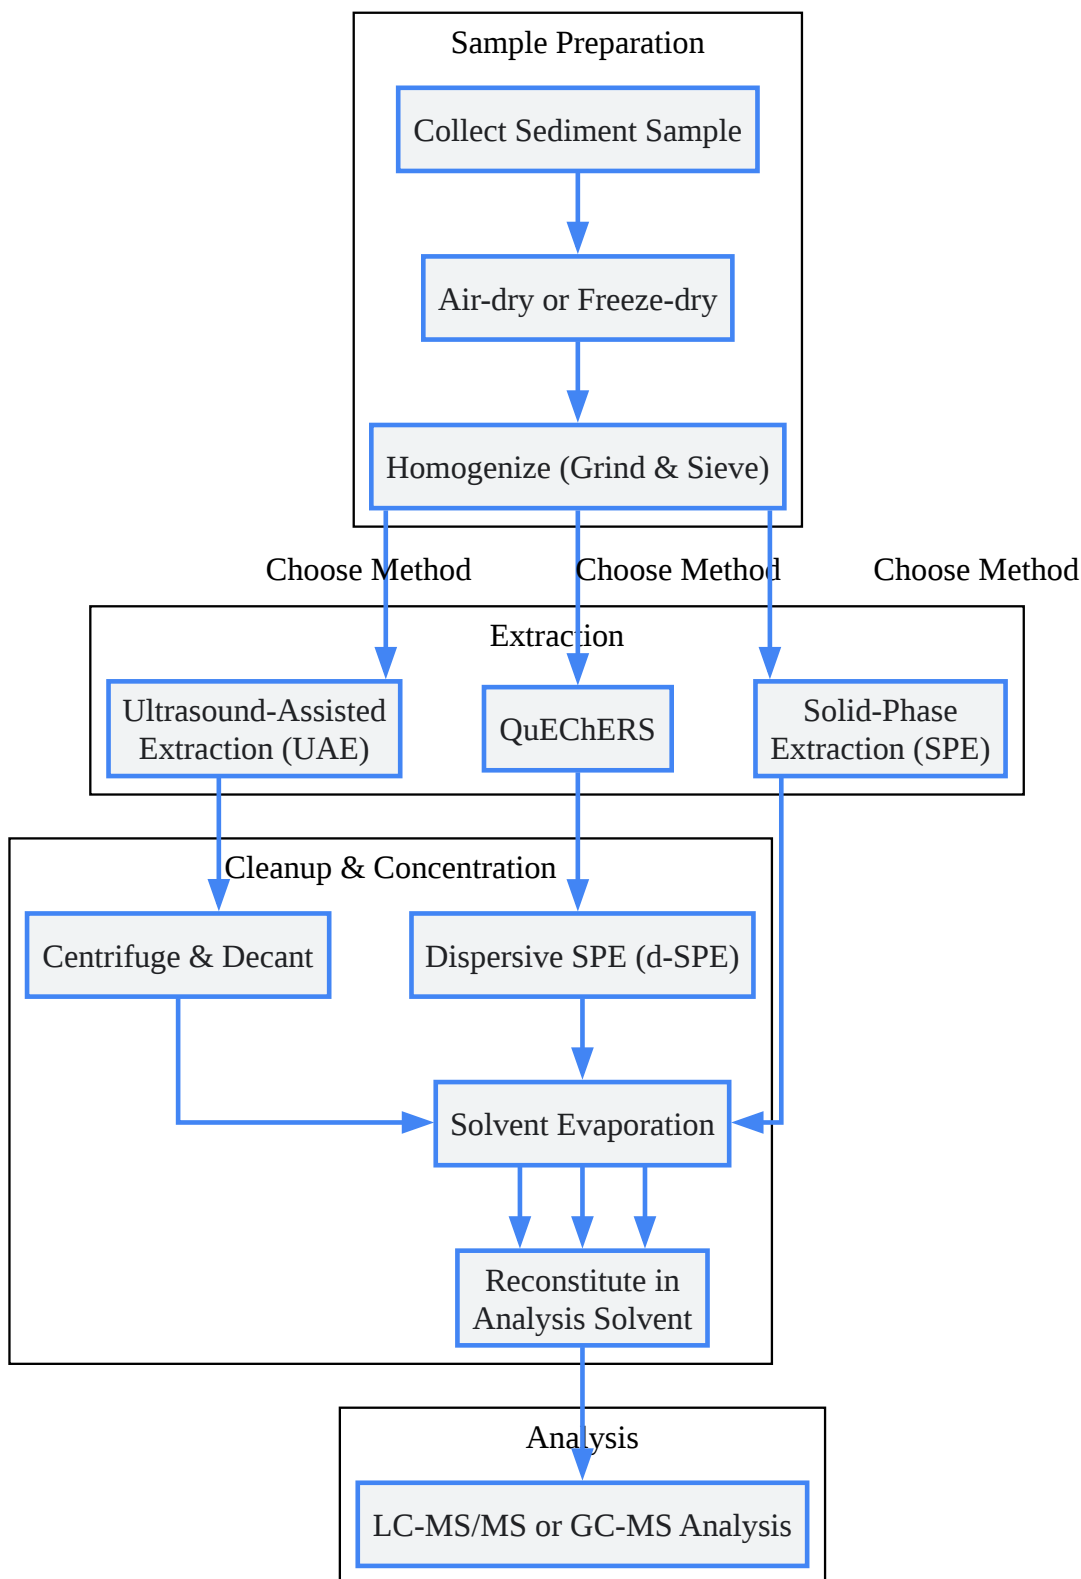 Sample Preparation
Collect Sediment Sample
Air-dry or Freeze-dry
Homogenize (Grind & Sieve)
Choose Method
Choose Method
Choose Method
Extraction
Ultrasound-Assisted
Extraction (UAE)
QuEChERS
Solid-Phase
Extraction (SPE)
Cleanup & Concentration
Centrifuge & Decant
Dispersive SPE (d-SPE)
Solvent Evaporation
Reconstitute in
Analysis Solvent
Analysis
LC-MS/MS or GC-MS Analysis